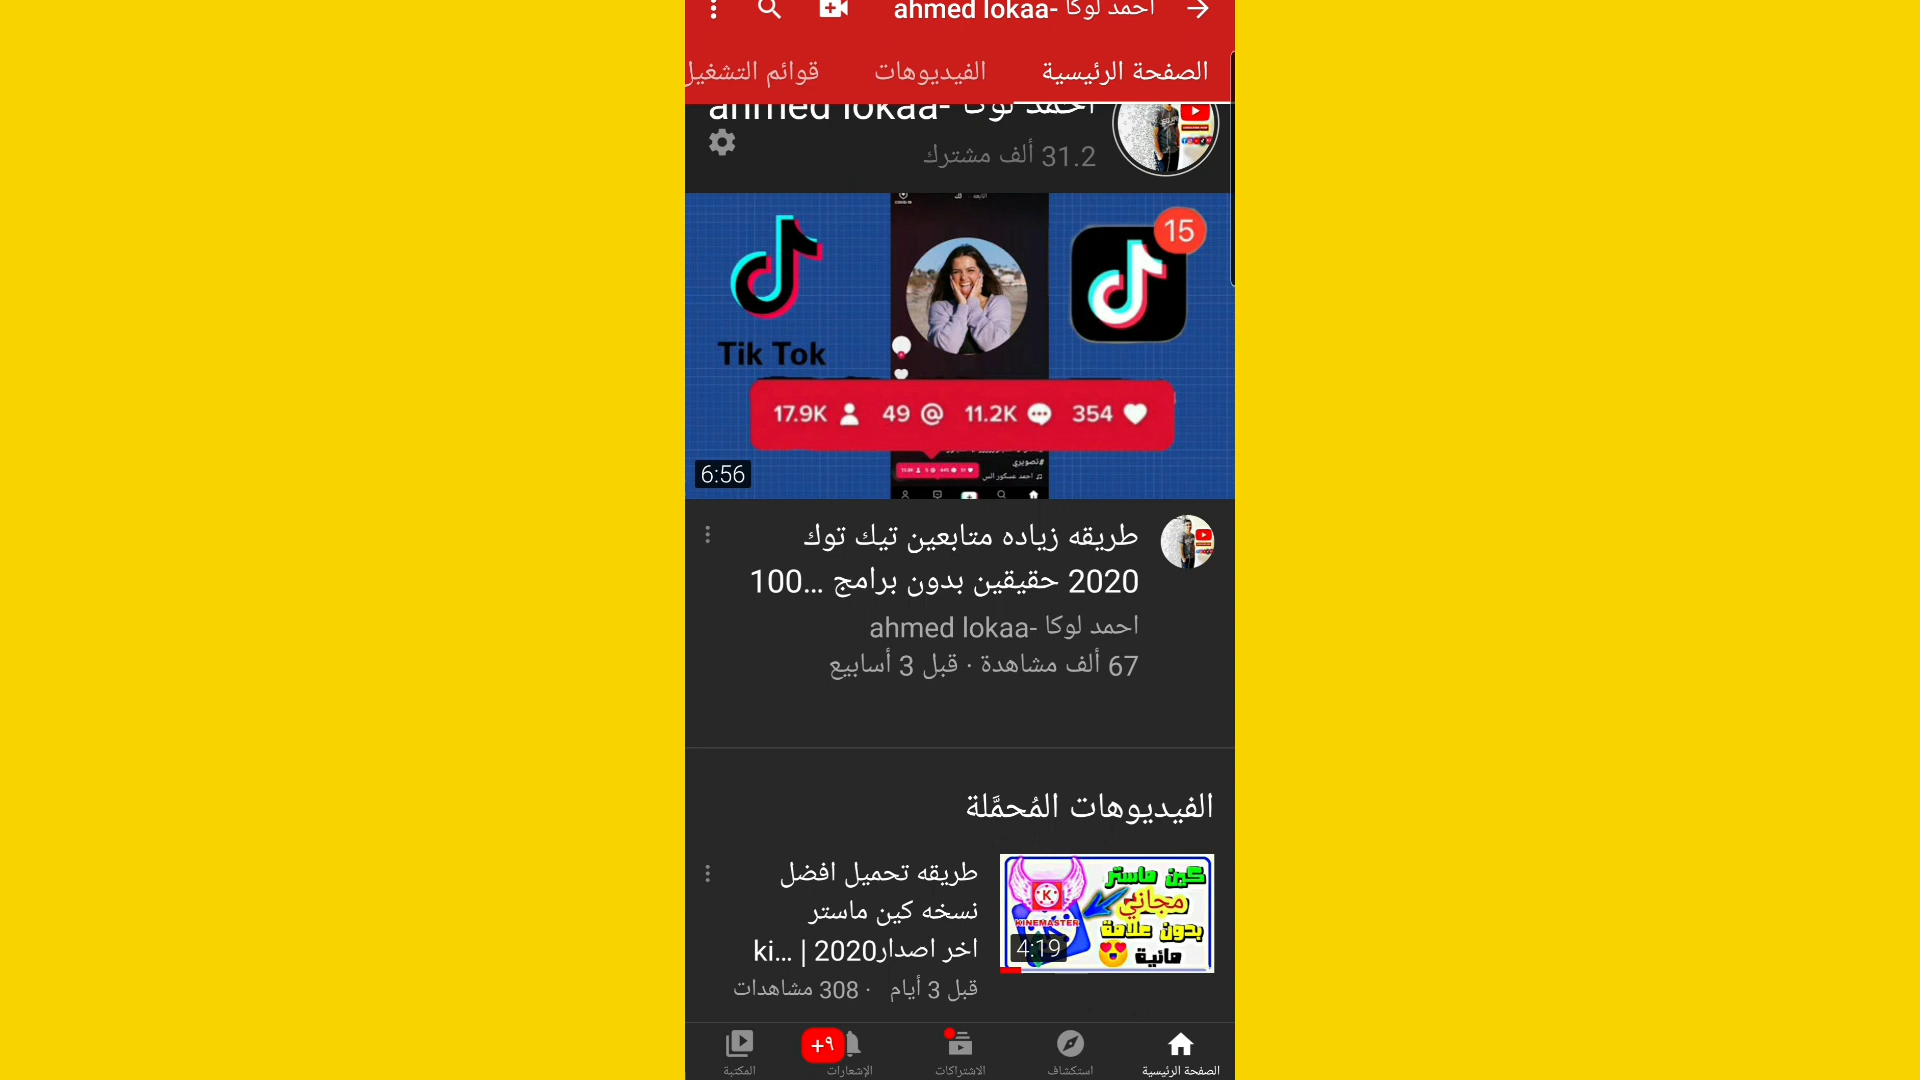 احمد لوكا -ahmed lokaa
الصفحة الرئيسية
الفيديوهات
قوائم التشغيل
احمد لوكا -ahmed lokaa
31.2 ألف مشترك
15
Tik Tok
17.9K 49 11.2K 354
#تصويري
6:56
طريقه زياده متابعين تيك توك
2020 حقيقين بدون برامج ...100
احمد لوكا -ahmed lokaa
67 ألف مشاهدة · قبل 3 أسابيع
الفيديوهات المُحمَّلة
كين ماستر
مجاني
بدون علامة
مائية
K
KINEMASTER
4:19
طريقه تحميل افضل
نسخه كين ماستر
اخر اصدار2020 | ki...
قبل 3 أيام · 308 مشاهدات
الصفحة الرئيسية
استكشاف
الاشتراكات
+٩
الإشعارات
المكتبة